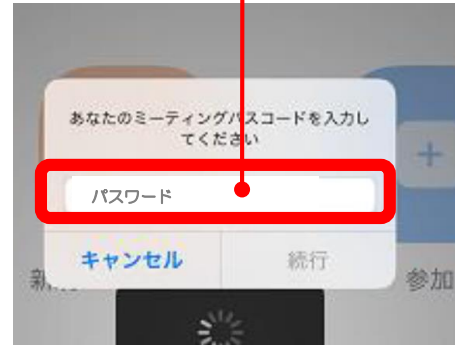 あなたのミーティングパスコードを入力し
てください
パスワード
キャンセル
続行
新
参加